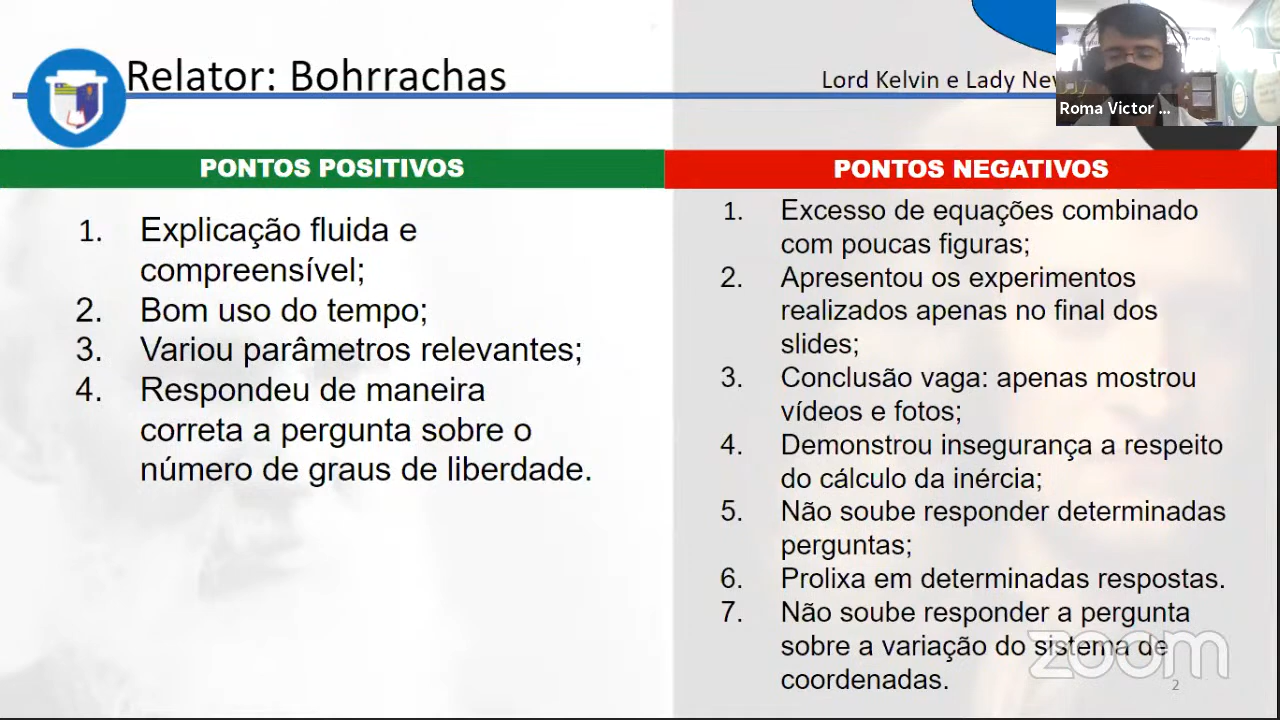 Relator: Bohrrachas
Lord Kelvin e Lady
Roma Victor ...
PONTOS POSITIVOS
PONTOS NEGATIVOS
1. Explicação fluida e
compreensível;
2. Bom uso do tempo;
3. Variou parâmetros relevantes;
4. Respondeu de maneira
correta a pergunta sobre o
número de graus de liberdade.
1. Excesso de equações combinado
com poucas figuras;
2. Apresentou os experimentos
realizados apenas no final dos
slides;
3. Conclusão vaga: apenas mostrou
vídeos e fotos;
4. Demonstrou insegurança a respeito
do cálculo da inércia;
5. Não soube responder determinadas
perguntas;
6. Prolixa em determinadas respostas.
7. Não soube responder a pergunta
sobre a variação do sistema de
coordenadas.
zoom
2